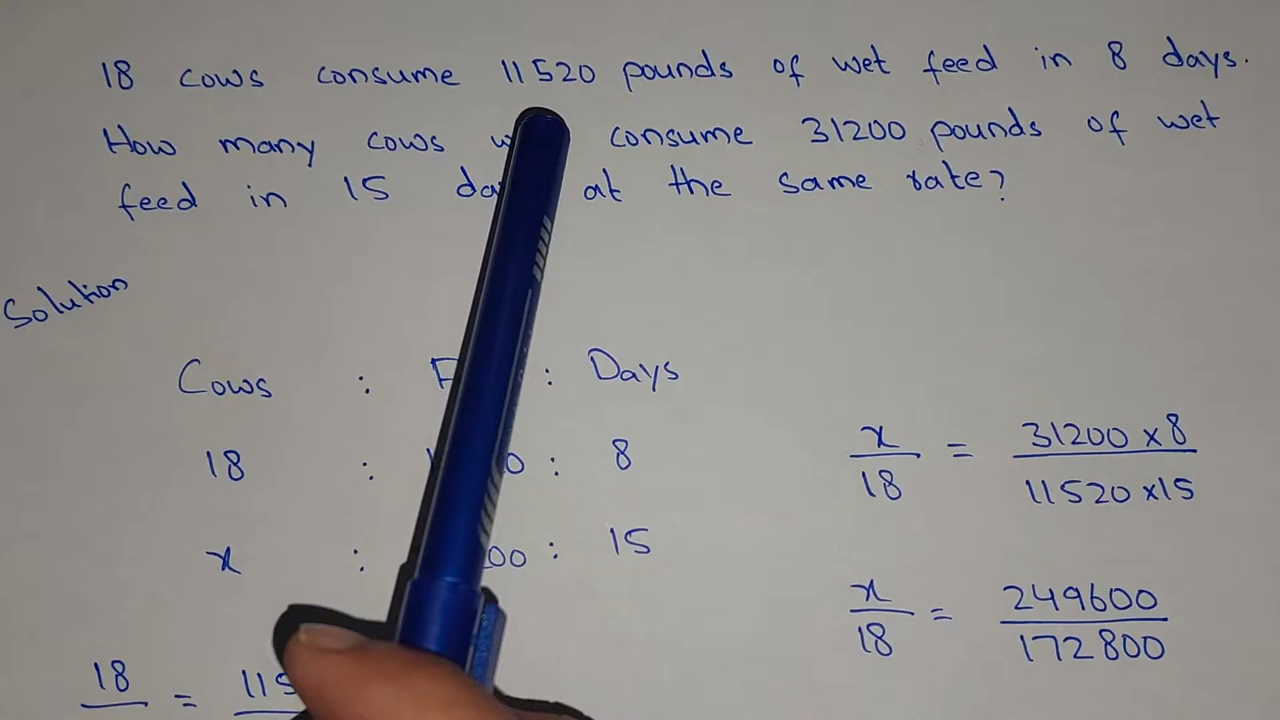 18 cows consume 11520 pounds of wet feed in 8 days.
How many cows consume 31200 pounds of wet
feed in 15 at the same rate?
Solution
Cows : : Days
18 : : 8
x : : 15
x/18 = 31200 x 8 / 11520 x 15
x/18 = 249600 / 172800
18 =